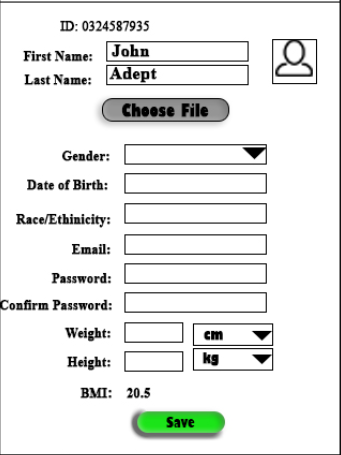 ID: 0324587935
First Name: John
Last Name: Adept
Choose File
Gender:
Date of Birth:
Race/Ethinicity:
Email:
Password:
Confirm Password:
Weight: cm
Height: kg
BMI: 20.5
Save